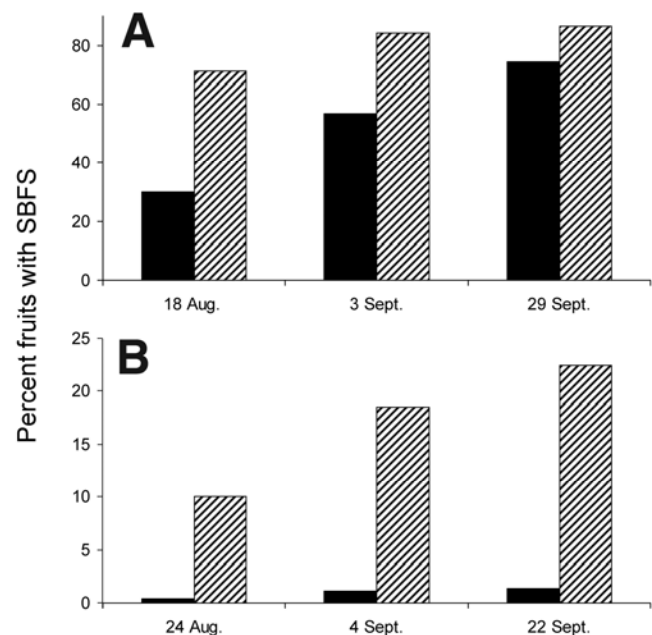 A
80
60
40
20
0
18 Aug. 3 Sept. 29 Sept.
Percent fruits with SBFS
B
25
20
15
10
5
0
24 Aug. 4 Sept. 22 Sept.